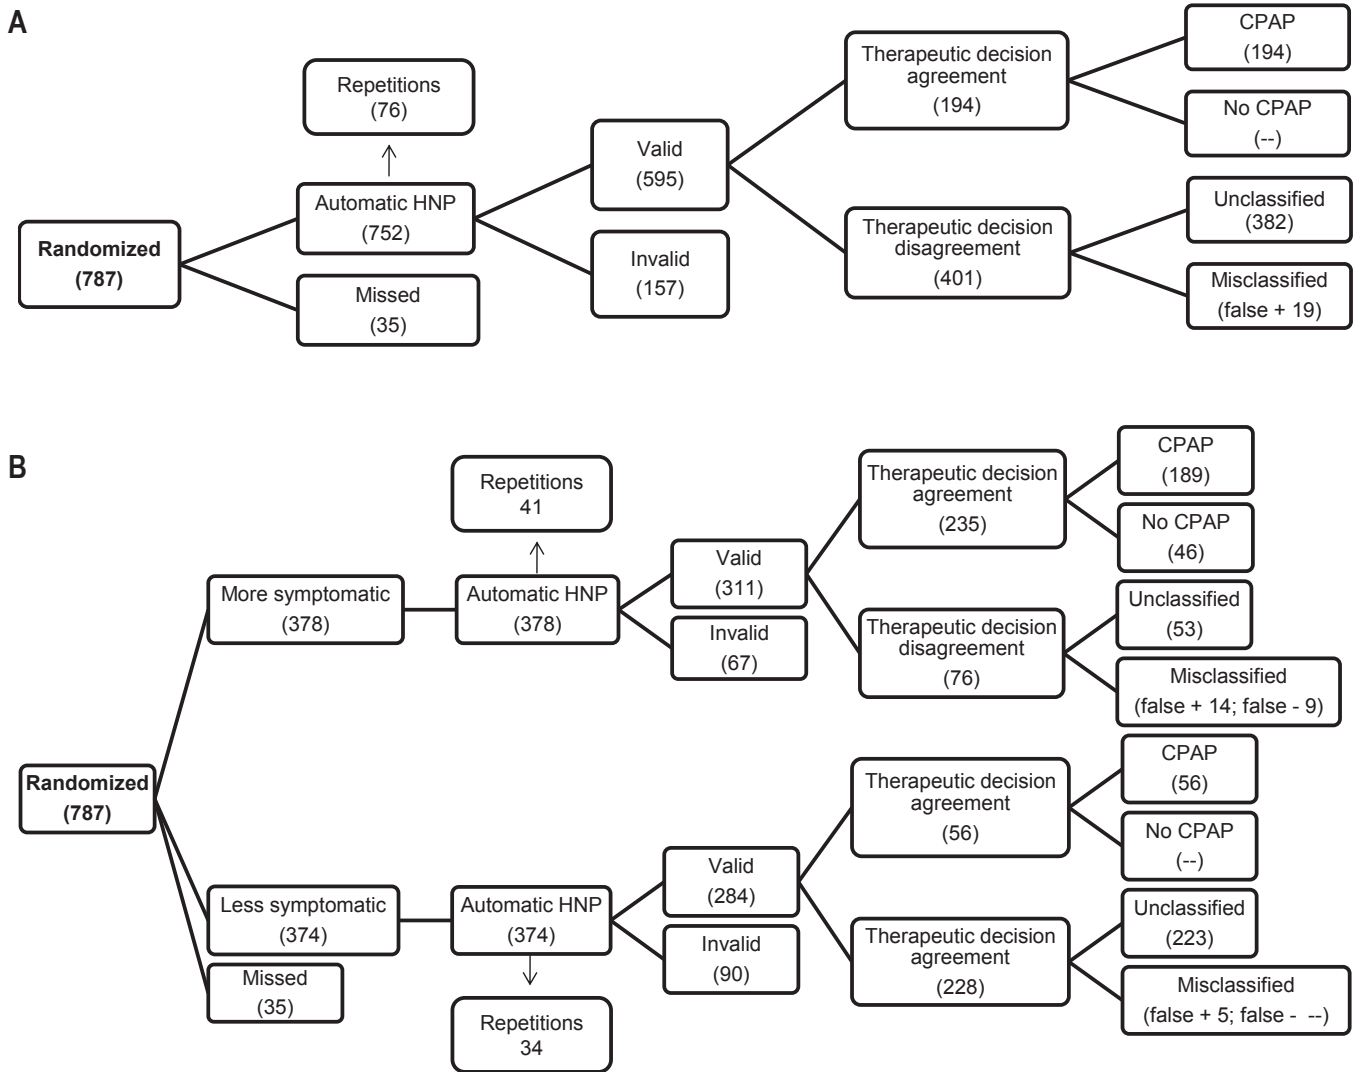 A
Repetitions
(76)
Automatic HNP
(752)
Randomized
(787)
Missed
(35)
Valid
(595)
Invalid
(157)
Therapeutic decision
agreement
(194)
Therapeutic decision
disagreement
(401)
CPAP
(194)
No CPAP
(--)
Unclassified
(382)
Misclassified
(false + 19)
B
Randomized
(787)
More symptomatic
(378)
Repetitions
41
Automatic HNP
(378)
Valid
(311)
Invalid
(67)
Therapeutic decision
agreement
(235)
Therapeutic decision
disagreement
(76)
CPAP
(189)
No CPAP
(46)
Unclassified
(53)
Misclassified
(false + 14; false - 9)
Less symptomatic
(374)
Missed
(35)
Automatic HNP
(374)
Repetitions
34
Valid
(284)
Invalid
(90)
Therapeutic decision
agreement
(56)
Therapeutic decision
agreement
(228)
CPAP
(56)
No CPAP
(--)
Unclassified
(223)
Misclassified
(false + 5; false - --)